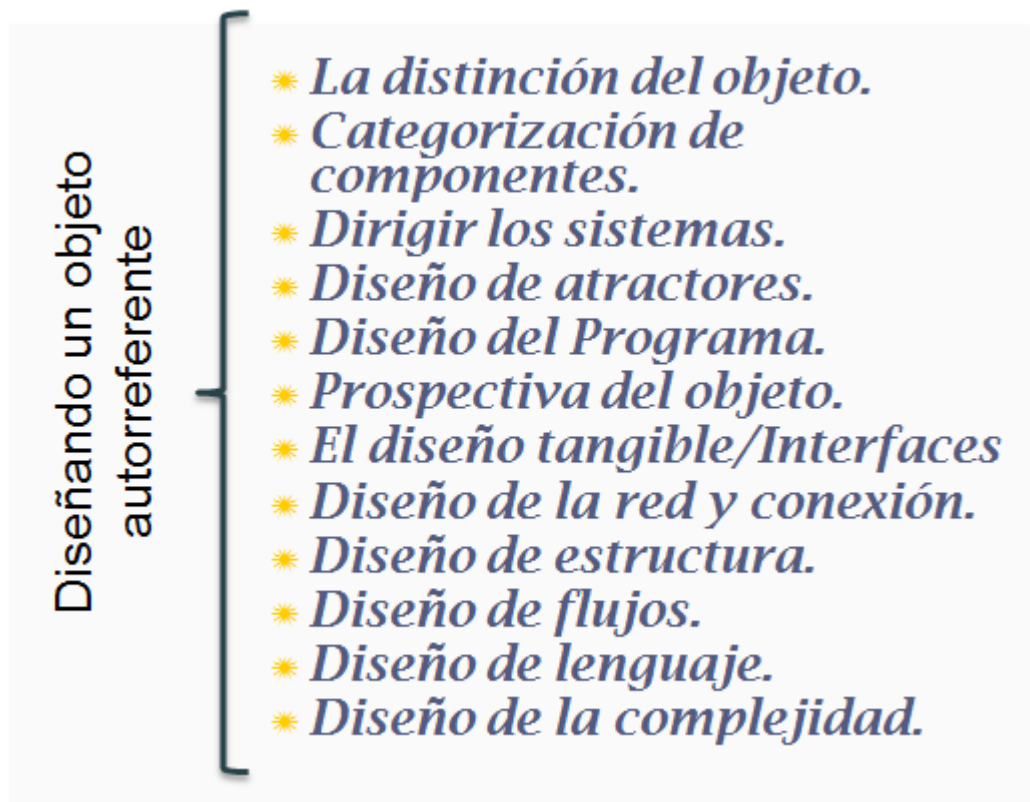 Diseñando un objeto
autorreferente
La distinción del objeto.
Categorización de
componentes.
Dirigir los sistemas.
Diseño de atractores.
Diseño del Programa.
Prospectiva del objeto.
El diseño tangible/Interfaces
Diseño de la red y conexión.
Diseño de estructura.
Diseño de flujos.
Diseño de lenguaje.
Diseño de la complejidad.